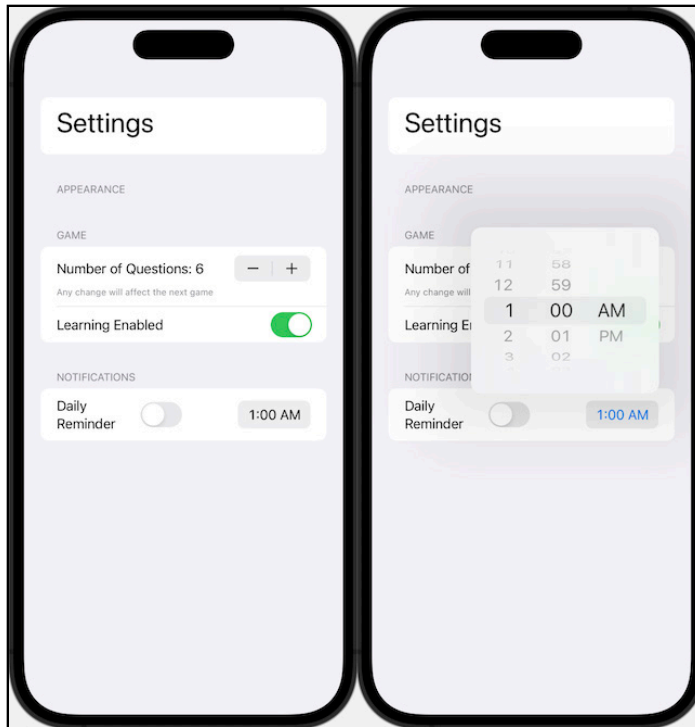 Settings
APPEARANCE
GAME
Number of Questions: 6
Any change will affect the next game
Learning Enabled
NOTIFICATIONS
Daily
Reminder
1:00 AM
Settings
APPEARANCE
GAME
Number of
Any change will
Learning
NOTIFICATION
11 58
12 59
1 00 AM
2 01 PM
3 02
Daily
Reminder
1:00 AM